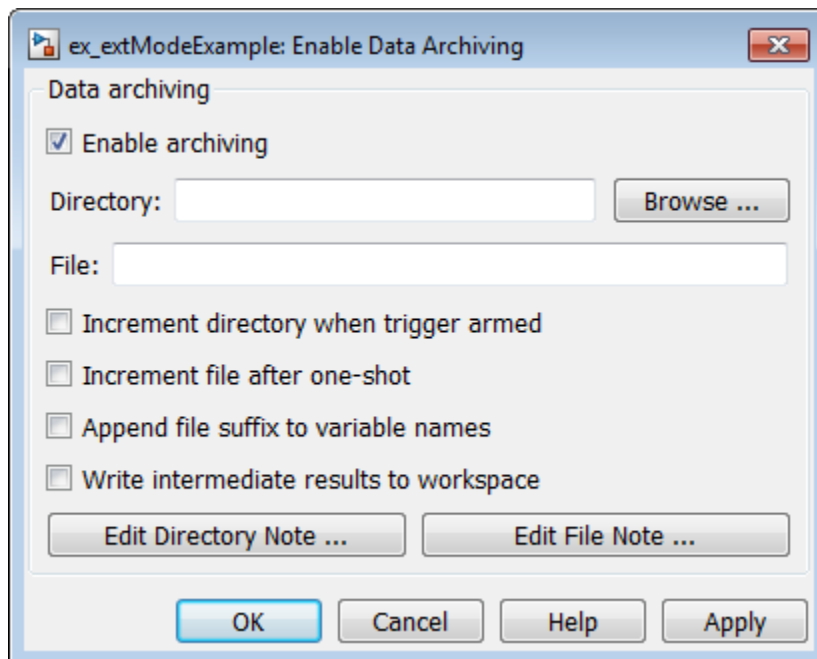 ex_extModeExample: Enable Data Archiving
Data archiving
Enable archiving
Directory: Browse ...
File:
Increment directory when trigger armed
Increment file after one-shot
Append file suffix to variable names
Write intermediate results to workspace
Edit Directory Note ... Edit File Note ...
OK Cancel Help Apply